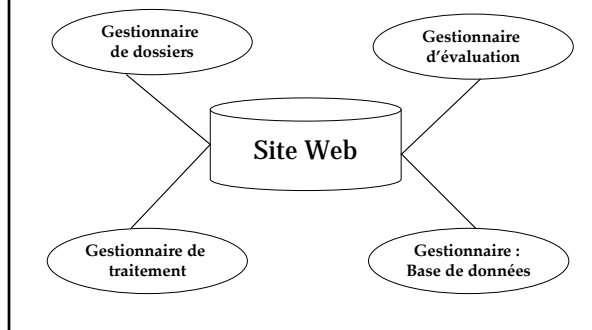 Gestionnaire
de dossiers
Gestionnaire
d’évaluation
Site Web
Gestionnaire de
traitement
Gestionnaire :
Base de données